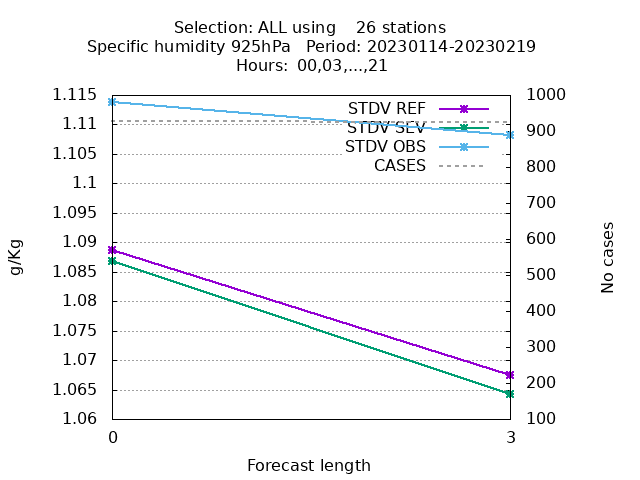 Selection: ALL using    26 stations
Specific humidity 925hPa   Period: 20230114-20230219
Hours: 00,03,...,21
1.115
1.11
1.105
1.1
1.095
1.09
1.085
1.08
1.075
1.07
1.065
1.06
1000
900
800
700
600
500
400
300
200
100
STDV REF
STDV SEV
STDV OBS
CASES
g/Kg
No cases
0
3
Forecast length